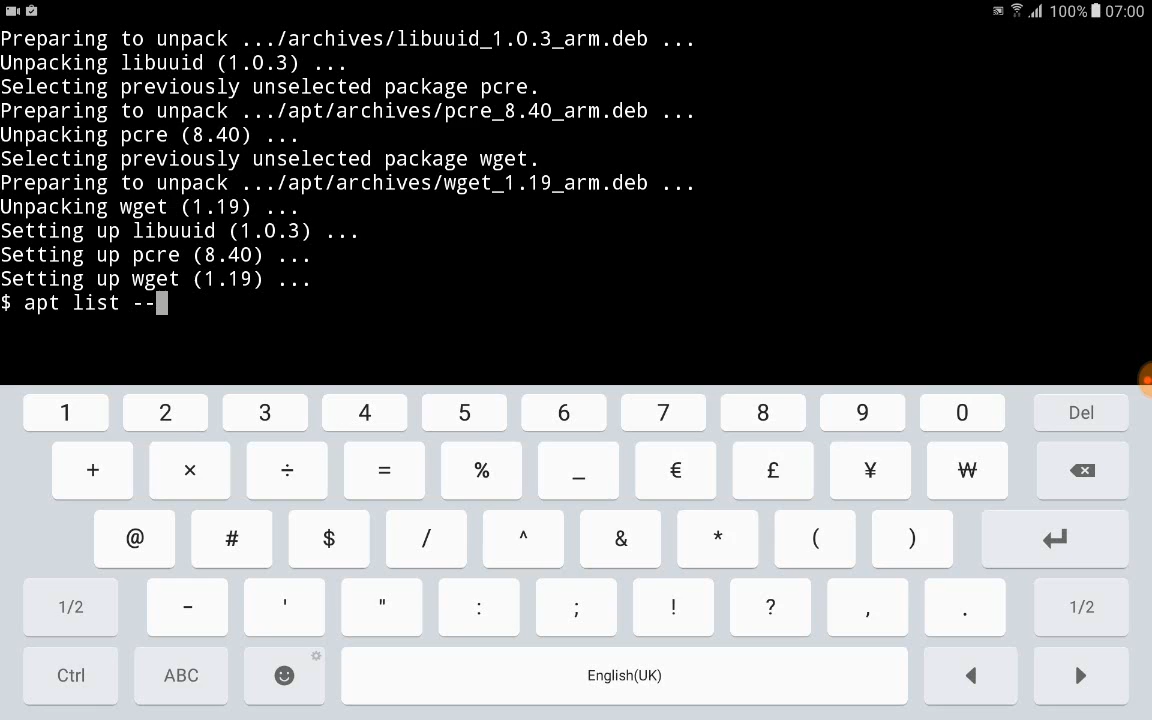 100% 07:00
Preparing to unpack .../archives/libuuid_1.0.3_arm.deb ...
Unpacking libuuid (1.0.3) ...
Selecting previously unselected package pcre.
Preparing to unpack .../apt/archives/pcre_8.40_arm.deb ...
Unpacking pcre (8.40) ...
Selecting previously unselected package wget.
Preparing to unpack .../apt/archives/wget_1.19_arm.deb ...
Unpacking wget (1.19) ...
Setting up libuuid (1.0.3) ...
Setting up pcre (8.40) ...
Setting up wget (1.19) ...
$ apt list --
1 2 3 4 5 6 7 8 9 0 Del
+ × ÷ = % _ € £ ¥ ₩
@ # $ / ^ & * ( )
1/2 - ' " : ; ! ? , . 1/2
Ctrl ABC English(UK)